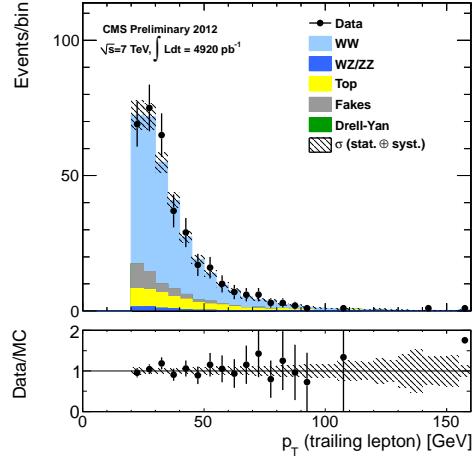 Events/bin
100
50
0
CMS Preliminary 2012
√s=7 TeV, ∫ Ldt = 4920 pb⁻¹
Data
WW
WZ/ZZ
Top
Fakes
Drell-Yan
σ (stat. ⊕ syst.)
Data/MC
2
1
0
0 50 100 150
p_T (trailing lepton) [GeV]